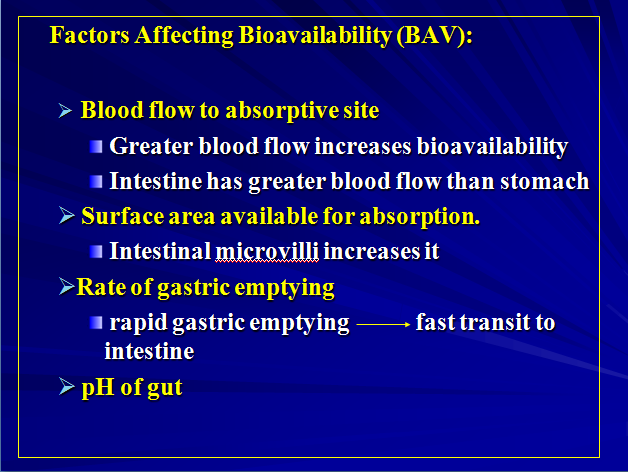 Factors Affecting Bioavailability (BAV):
Blood flow to absorptive site
Greater blood flow increases bioavailability
Intestine has greater blood flow than stomach
Surface area available for absorption.
Intestinal microvilli increases it
Rate of gastric emptying
rapid gastric emptying → fast transit to
intestine
pH of gut